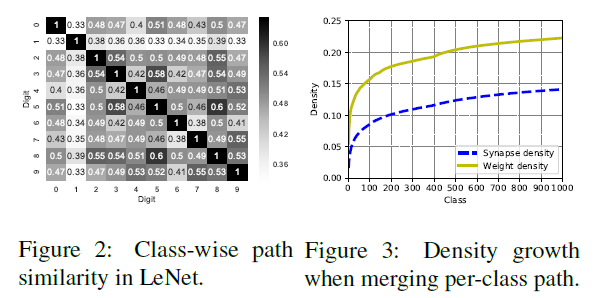 Digit
0 1 0.33 0.48 0.47 0.4 0.51 0.48 0.43 0.5 0.47
1 0.33 1 0.38 0.36 0.36 0.33 0.34 0.35 0.39 0.33
2 0.48 0.38 1 0.54 0.5 0.5 0.49 0.48 0.55 0.47
3 0.47 0.36 0.54 1 0.42 0.58 0.42 0.47 0.54 0.49
4 0.4 0.36 0.5 0.42 1 0.46 0.49 0.49 0.51 0.53
5 0.51 0.33 0.5 0.58 0.46 1 0.5 0.46 0.6 0.52
6 0.48 0.34 0.49 0.42 0.49 0.5 1 0.38 0.5 0.41
7 0.43 0.35 0.48 0.47 0.49 0.46 0.38 1 0.49 0.55
8 0.5 0.39 0.55 0.54 0.51 0.6 0.5 0.49 1 0.53
9 0.47 0.33 0.47 0.49 0.53 0.52 0.41 0.55 0.53 1
0 1 2 3 4 5 6 7 8 9
Digit
0.60
0.54
0.48
0.42
0.36
Figure 2: Class-wise path
similarity in LeNet.
Density
0.25
0.20
0.15
0.10
0.05
0.00
Synapse density
Weight density
0 100 200 300 400 500 600 700 800 900 1000
Class
Figure 3: Density growth
when merging per-class path.